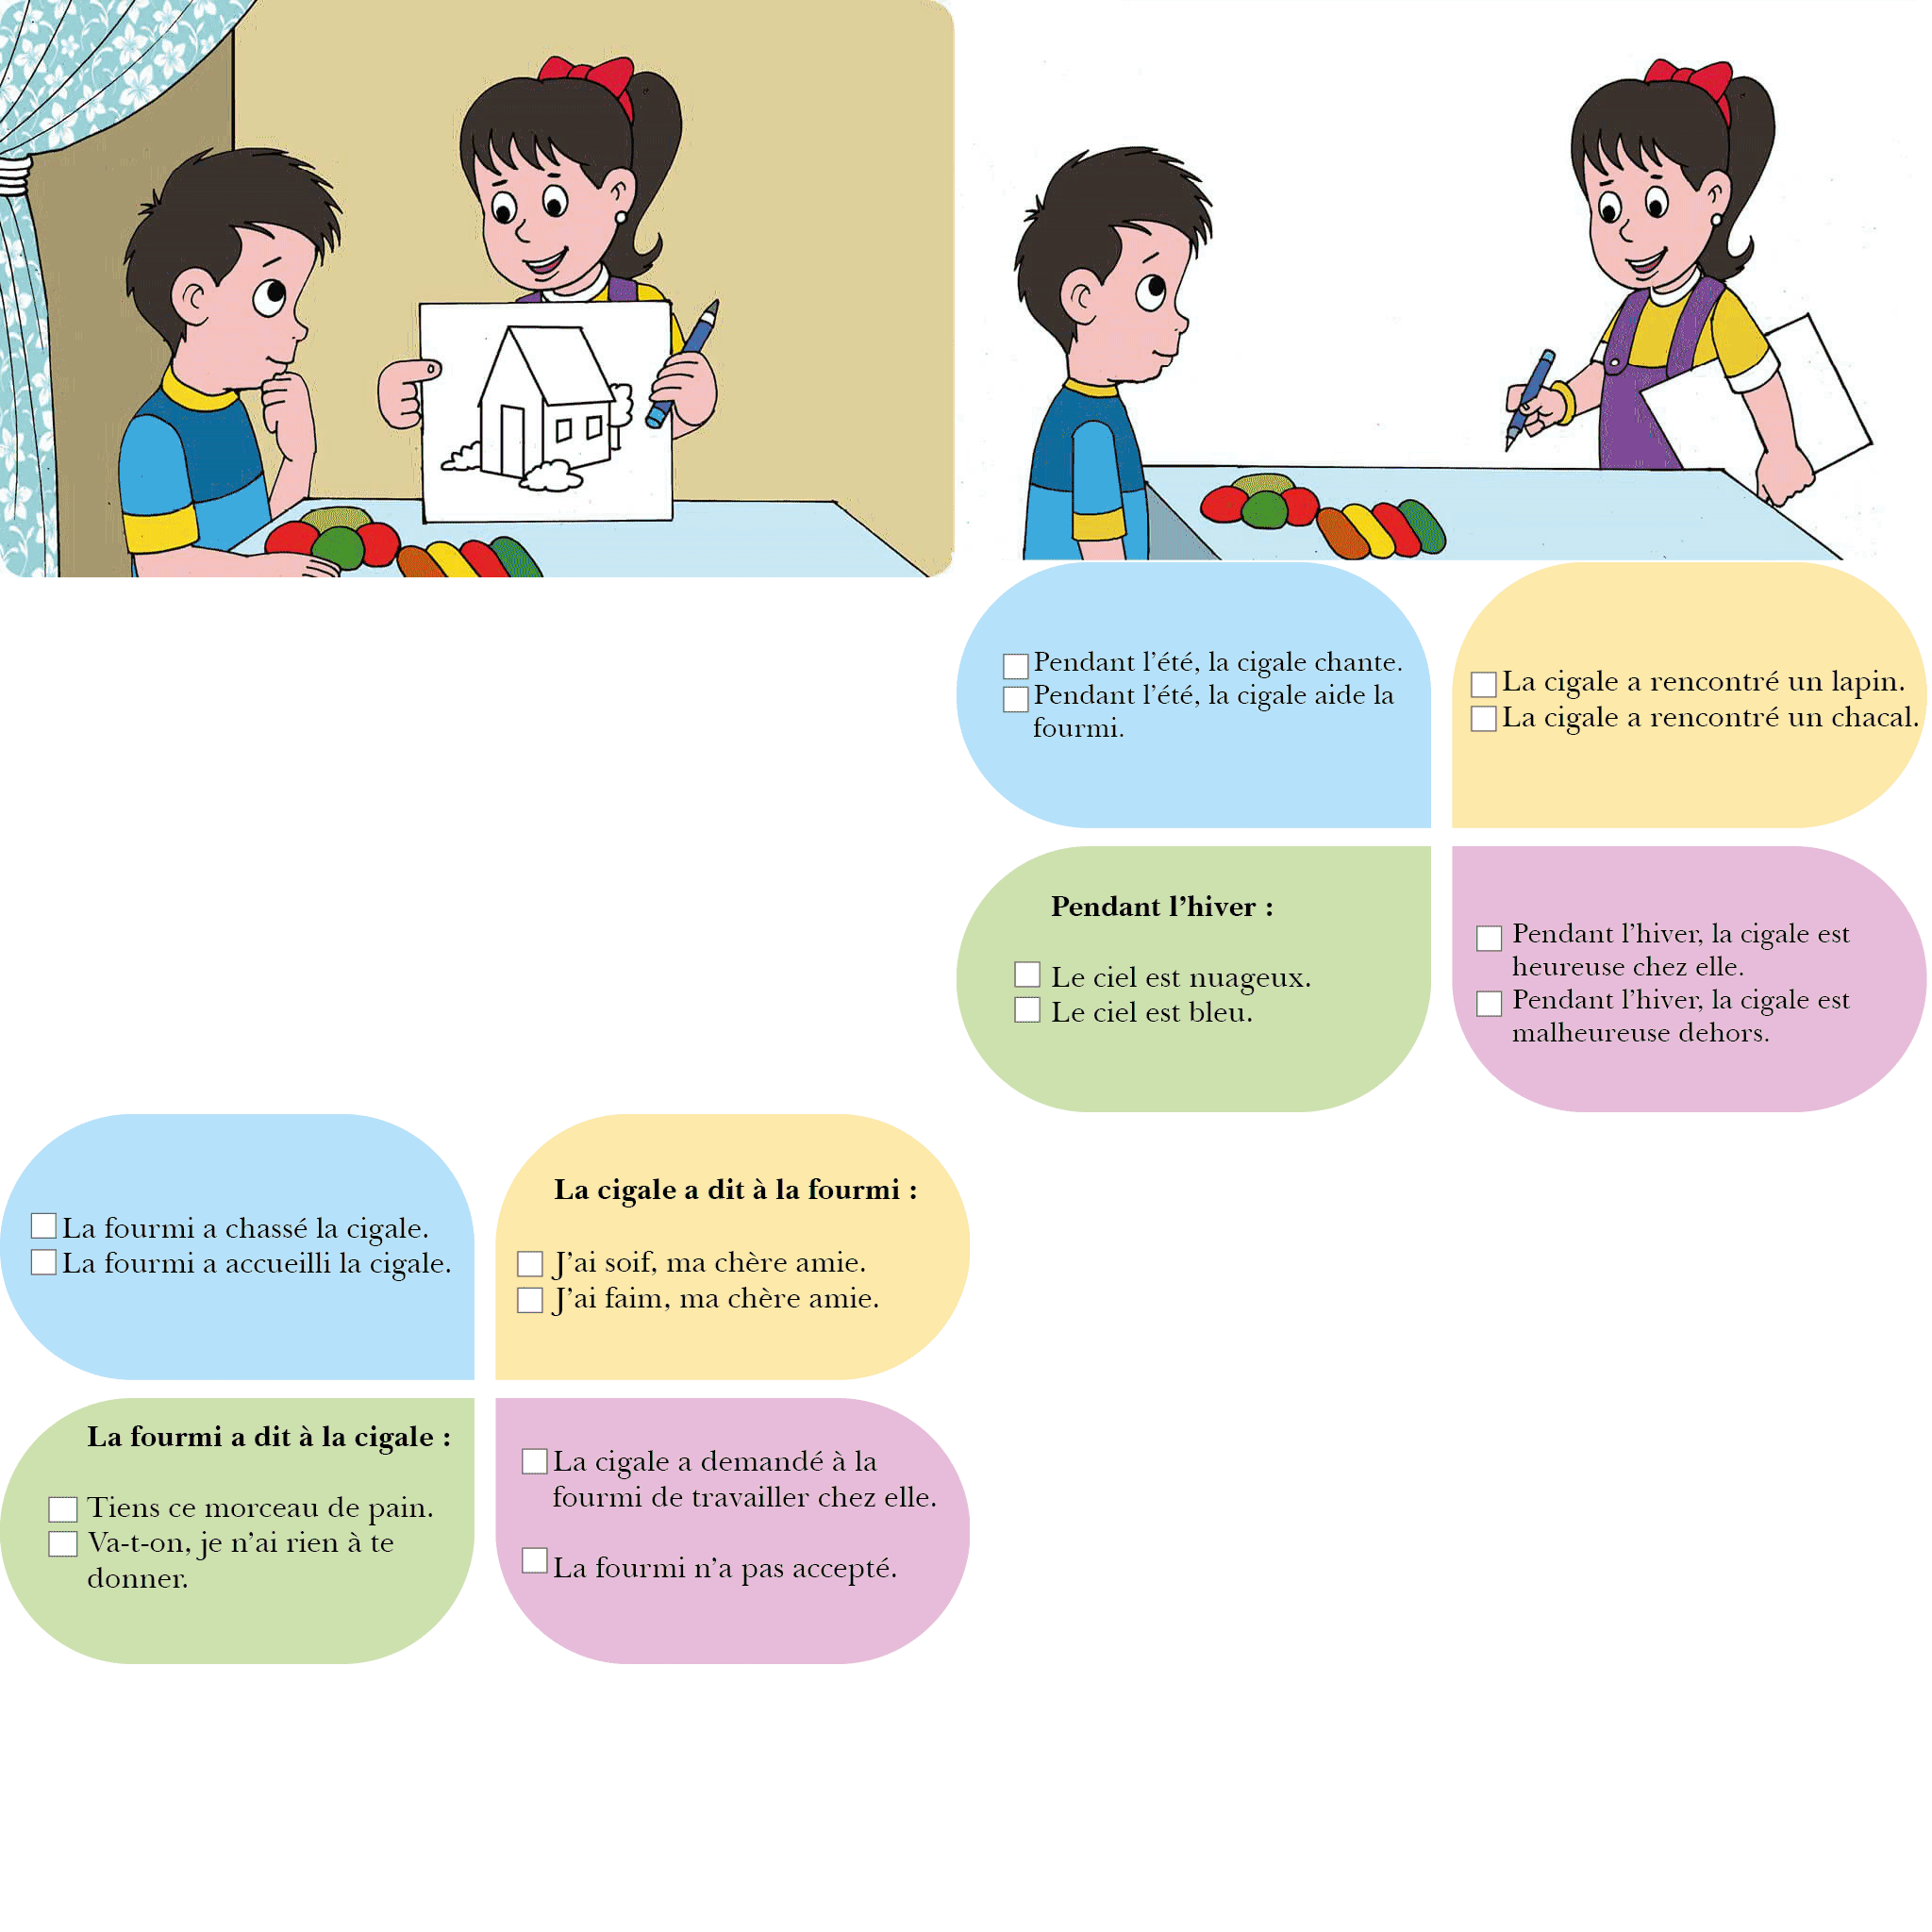 Pendant l’été, la cigale chante.
Pendant l’été, la cigale aide la
fourmi.
La cigale a rencontré un lapin.
La cigale a rencontré un chacal.
Pendant l’hiver :
Le ciel est nuageux.
Le ciel est bleu.
Pendant l’hiver, la cigale est
heureuse chez elle.
Pendant l’hiver, la cigale est
malheureuse dehors.
La fourmi a chassé la cigale.
La fourmi a accueilli la cigale.
La cigale a dit à la fourmi :
J’ai soif, ma chère amie.
J’ai faim, ma chère amie.
La fourmi a dit à la cigale :
Tiens ce morceau de pain.
Va-t-on, je n’ai rien à te
donner.
La cigale a demandé à la
fourmi de travailler chez elle.
La fourmi n’a pas accepté.